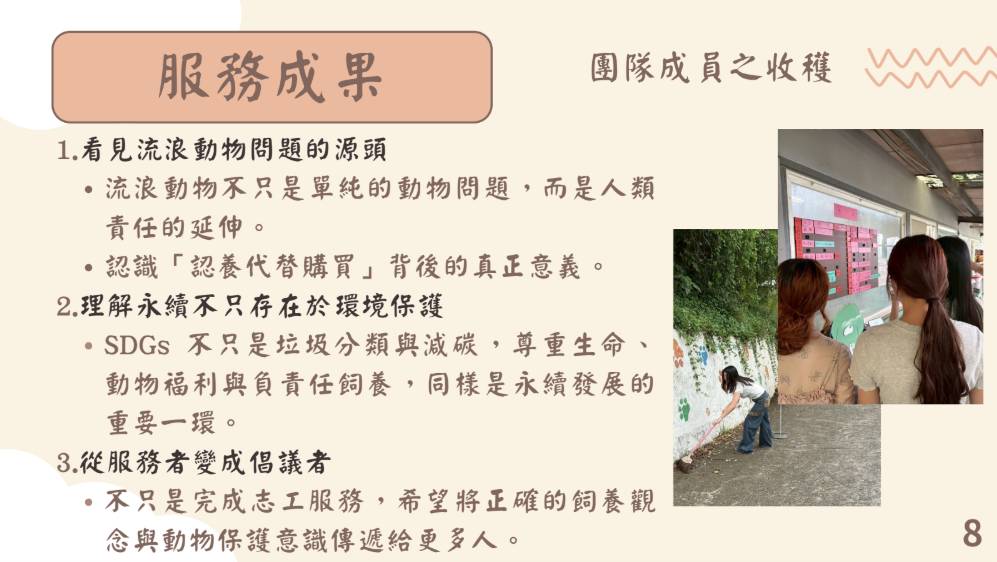 服務成果
團隊成員之收穫
1.看見流浪動物問題的源頭
• 流浪動物不只是單純的動物問題，而是人類
責任的延伸。
• 認識「認養代替購買」背後的真正意義。
2.理解永續不只存在於環境保護
• SDGs 不只是垃圾分類與減碳，尊重生命、
動物福利與負責任飼養，同樣是永續發展的
重要一環。
3.從服務者變成倡議者
• 不只是完成志工服務，希望將正確的飼養觀
念與動物保護意識傳遞給更多人。
8